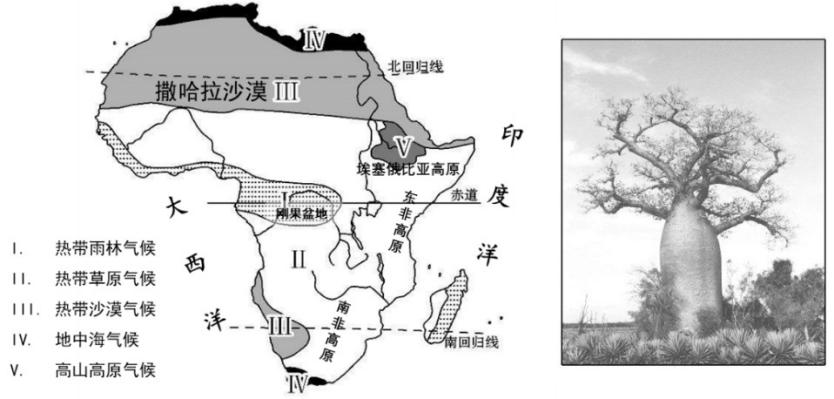 IV
北回归线
撒哈拉沙漠 III
V
埃塞俄比亚高原
印
度
洋
I
刚果盆地
赤道
东非高原
大
西
洋
II
III
南非高原
南回归线
IV
I. 热带雨林气候
II. 热带草原气候
III. 热带沙漠气候
IV. 地中海气候
V. 高山高原气候